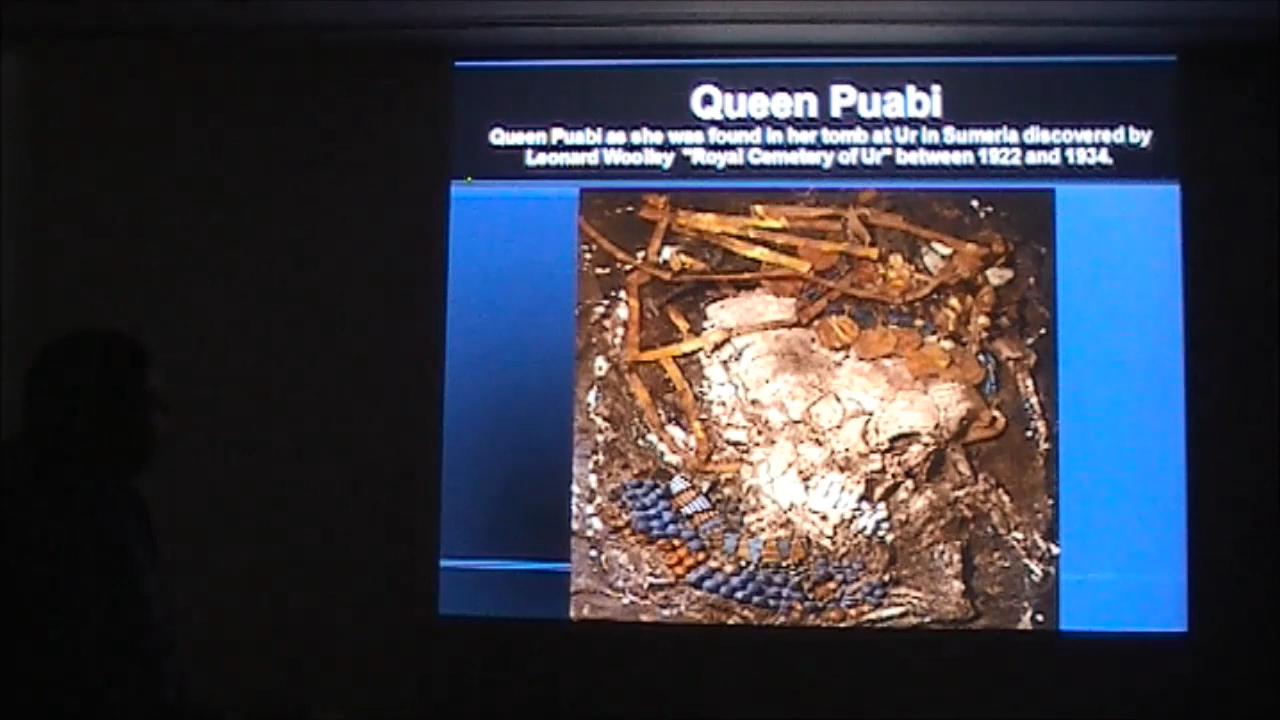 Queen Puabi
Queen Puabi as she was found in her tomb at Ur in Sumeria discovered by
Leonard Woolley "Royal Cemetery of Ur" between 1922 and 1934.